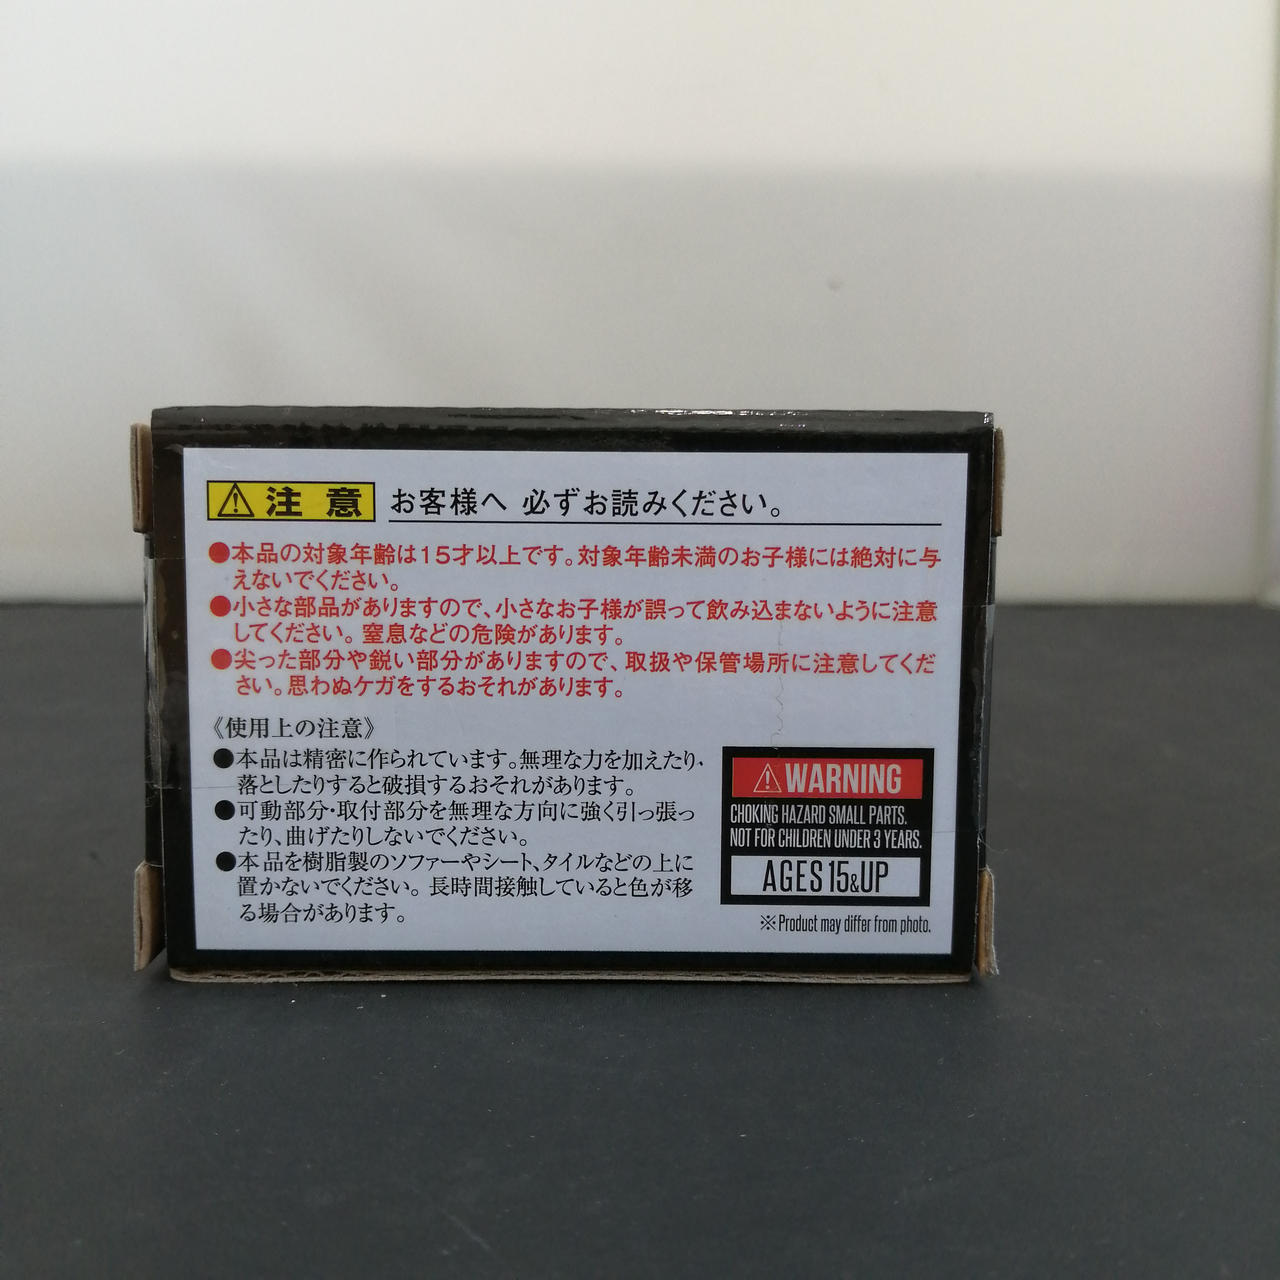 ⚠注意 お客様へ 必ずお読みください。
●本品の対象年齢は15才以上です。対象年齢未満のお子様には絶対に与
えないでください。
●小さな部品がありますので、小さなお子様が誤って飲み込まないように注意
してください。窒息などの危険があります。
●尖った部分や鋭い部分がありますので、取扱や保管場所に注意してくだ
さい。思わぬケガをするおそれがあります。
《使用上の注意》
●本品は精密に作られています。無理な力を加えたり、
落としたりすると破損するおそれがあります。
●可動部分・取付部分を無理な方向に強く引っ張っ
たり、曲げたりしないでください。
●本品を樹脂製のソファーやシート、タイルなどの上に
置かないでください。長時間接触していると色が移
る場合があります。
⚠WARNING
CHOKING HAZARD SMALL PARTS.
NOT FOR CHILDREN UNDER 3 YEARS.
AGES 15&UP
※Product may differ from photo.